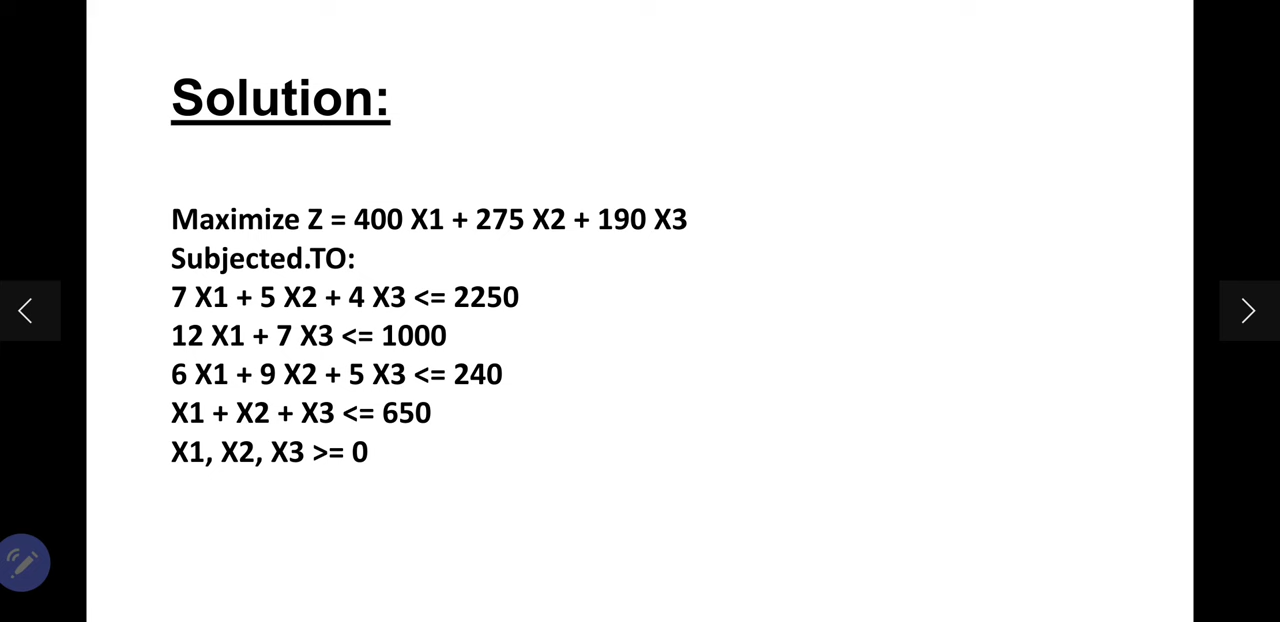 Solution:
Maximize Z = 400 X1 + 275 X2 + 190 X3
Subjected.TO:
7 X1 + 5 X2 + 4 X3 <= 2250
12 X1 + 7 X3 <= 1000
6 X1 + 9 X2 + 5 X3 <= 240
X1 + X2 + X3 <= 650
X1, X2, X3 >= 0